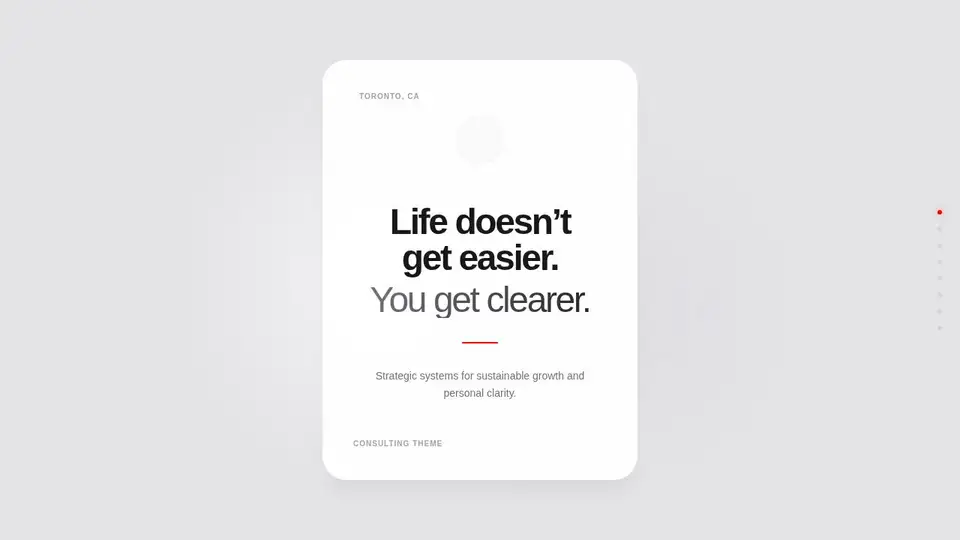 TORONTO, CA
Life doesn’t
get easier.
You get clearer.
Strategic systems for sustainable growth and
personal clarity.
CONSULTING THEME